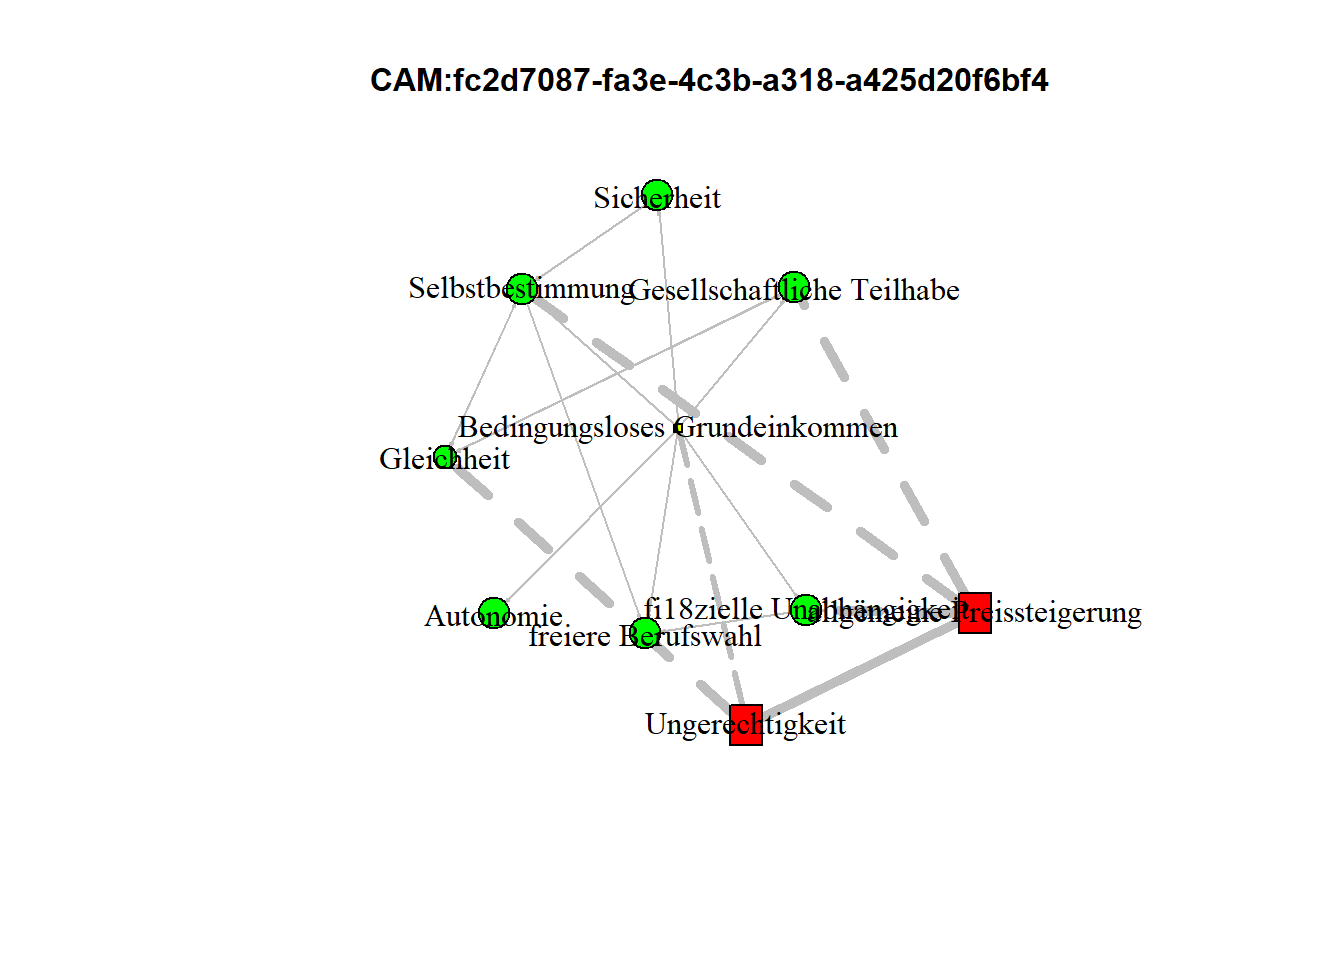 CAM:fc2d7087-fa3e-4c3b-a318-a425d20f6bf4
Sicherheit
Selbstbestimmung
Gesellschaftliche Teilhabe
Bedingungsloses Grundeinkommen
Gleichheit
fi18zielle Unabhängigkeit
allgemeine Preissteigerung
Autonomie
freiere Berufswahl
Ungerechtigkeit